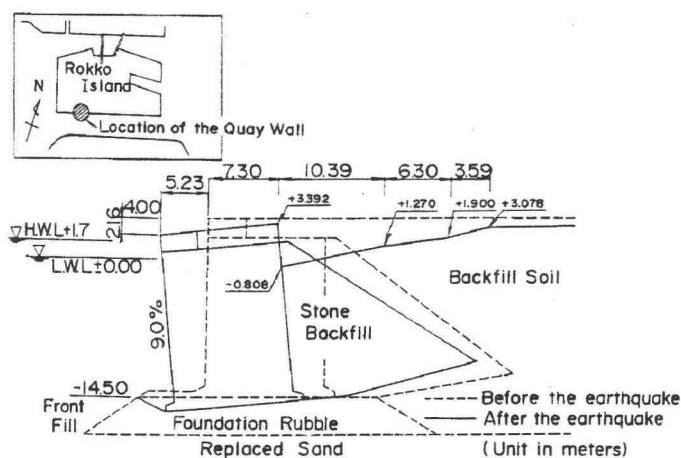 Rokko
Island
N
Location of the Quay Wall
7.30 10.39 6.30 3.59
5.23
4.00
2.16
+3.392
+1.270
+1.900
+3.078
H.W.L+1.7
L.W.L±0.00
-0.808
Backfill Soil
Stone
Backfill
9.0%
-14.50
Front
Fill
Foundation Rubble
Replaced Sand
Before the earthquake
After the earthquake
(Unit in meters)